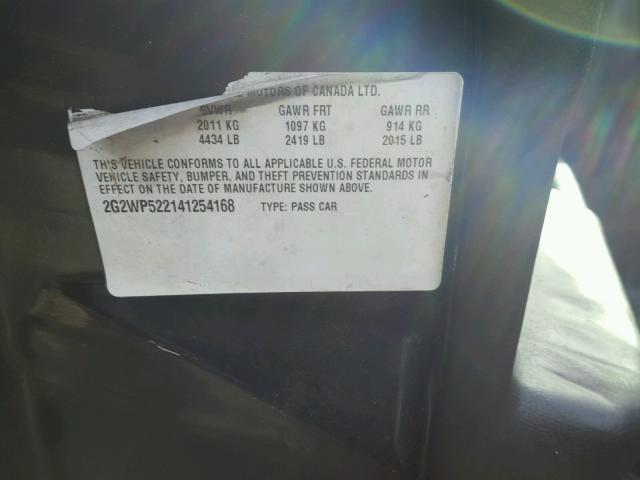 MOTORS OF CANADA LTD.
GVWR GAWR FRT GAWR RR
2011 KG 1097 KG 914 KG
4434 LB 2419 LB 2015 LB
THIS VEHICLE CONFORMS TO ALL APPLICABLE U.S. FEDERAL MOTOR
VEHICLE SAFETY, BUMPER, AND THEFT PREVENTION STANDARDS IN
EFFECT ON THE DATE OF MANUFACTURE SHOWN ABOVE.
2G2WP522141254168 TYPE: PASS CAR